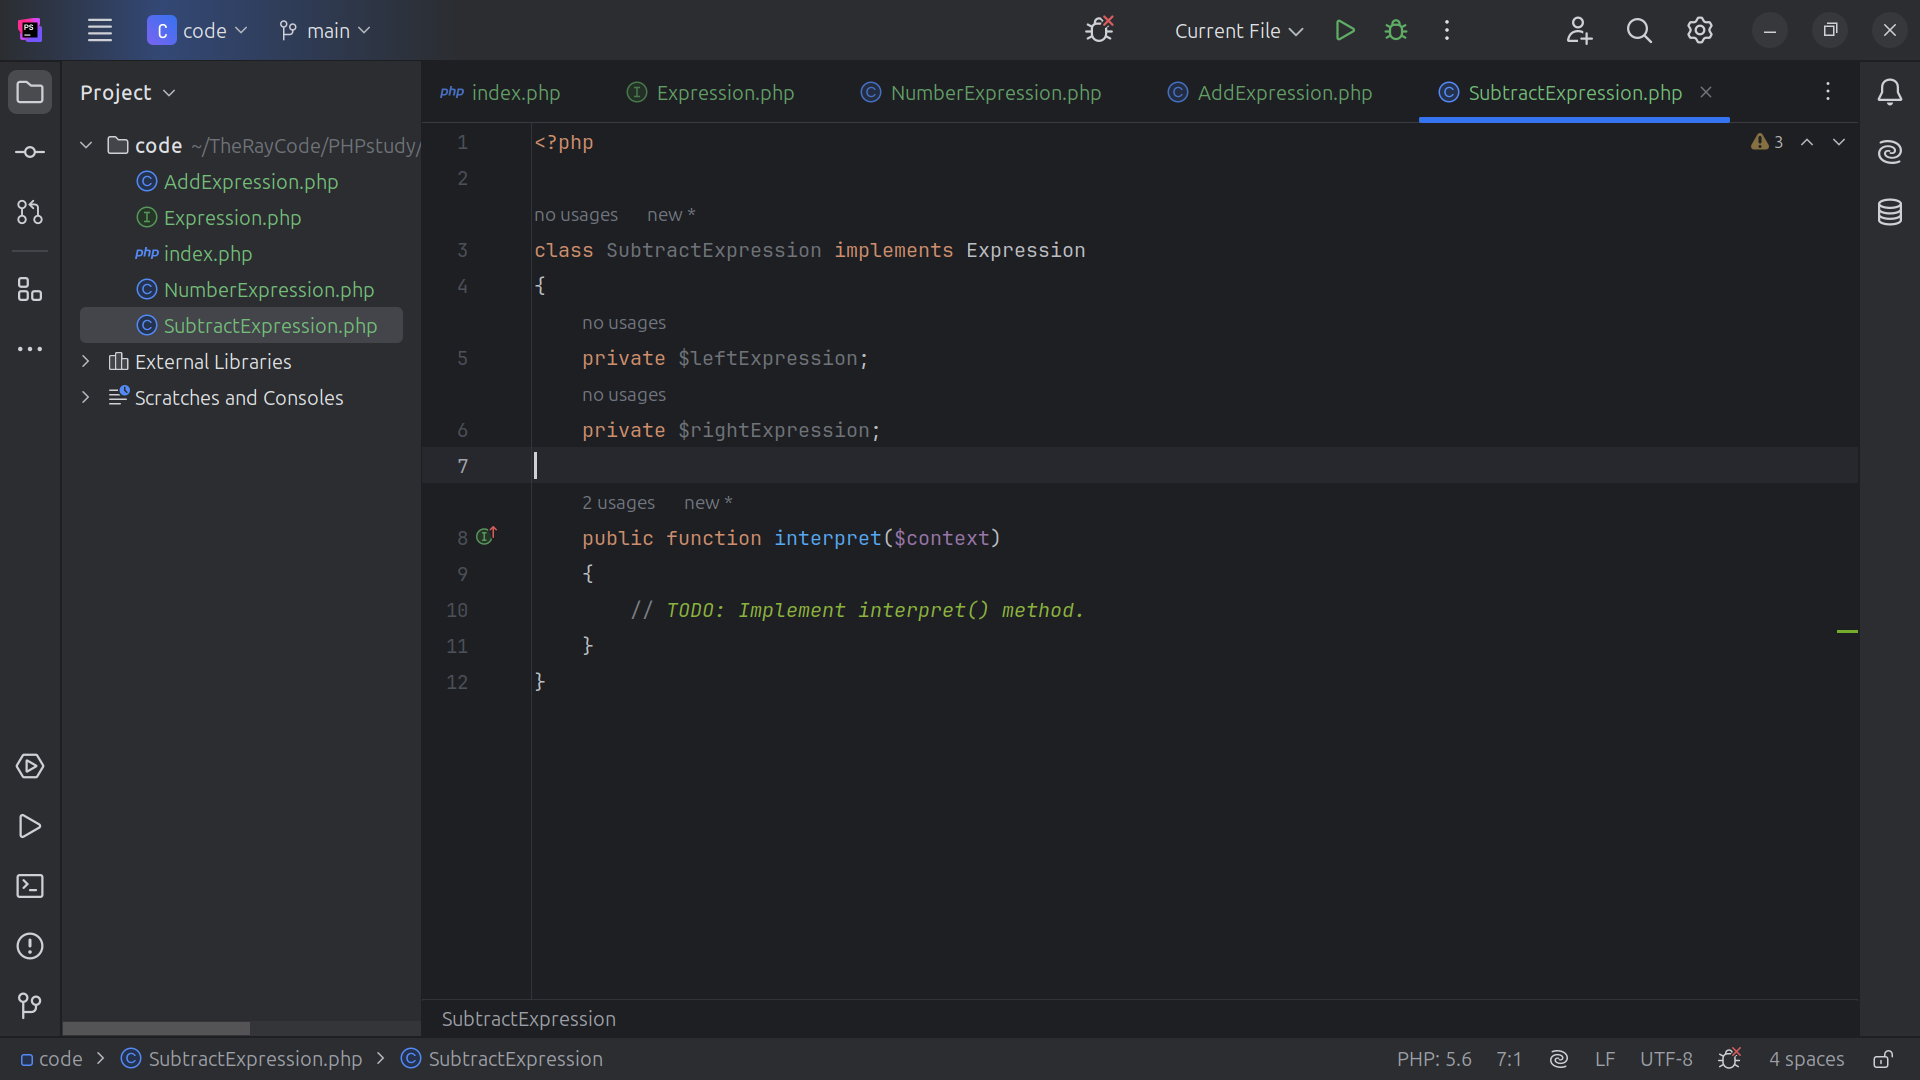 PS C code main Current File
Project
code ~/TheRayCode/PHPstudy/
AddExpression.php
Expression.php
php index.php
NumberExpression.php
SubtractExpression.php
External Libraries
Scratches and Consoles
php index.php Expression.php NumberExpression.php AddExpression.php SubtractExpression.php
1 <?php 3
2
no usages new *
3 class SubtractExpression implements Expression
4 {
no usages
5 private $leftExpression;
no usages
6 private $rightExpression;
7
2 usages new *
8 public function interpret($context)
9 {
10 // TODO: Implement interpret() method.
11 }
12 }
SubtractExpression
code SubtractExpression.php SubtractExpression PHP: 5.6 7:1 LF UTF-8 4 spaces